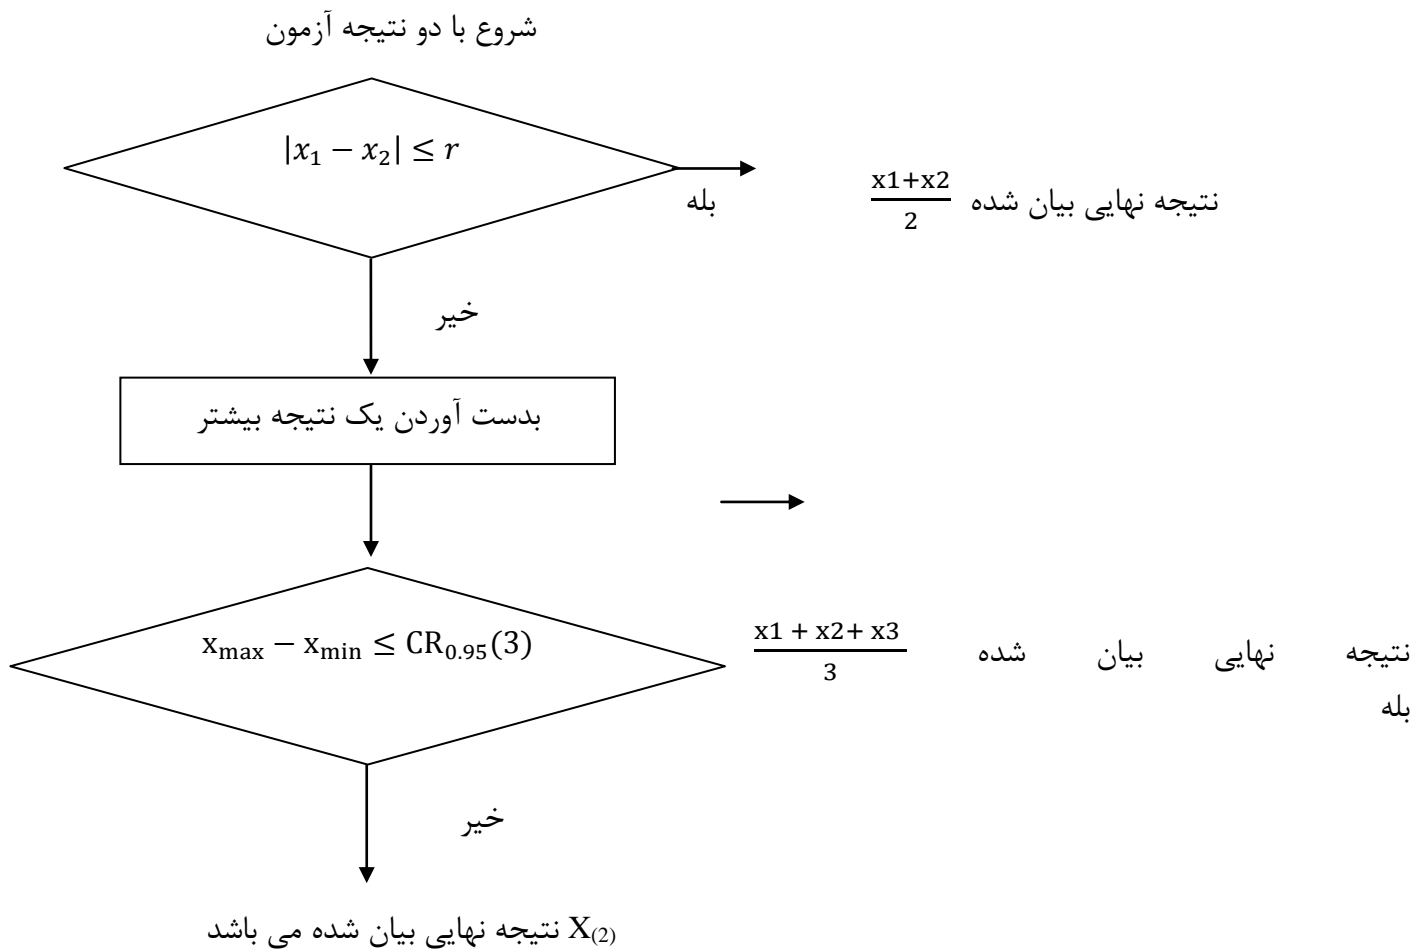 شروع با دو نتیجه آزمون
|x₁ − x₂| ≤ r
بله
نتیجه نهایی بیان شده (x1+x2)/2
خیر
بدست آوردن یک نتیجه بیشتر
x_max − x_min ≤ CR_0.95(3)
نتیجه نهایی بیان شده (x1 + x2+ x3)/3
بله
خیر
X₍₂₎ نتیجه نهایی بیان شده می باشد